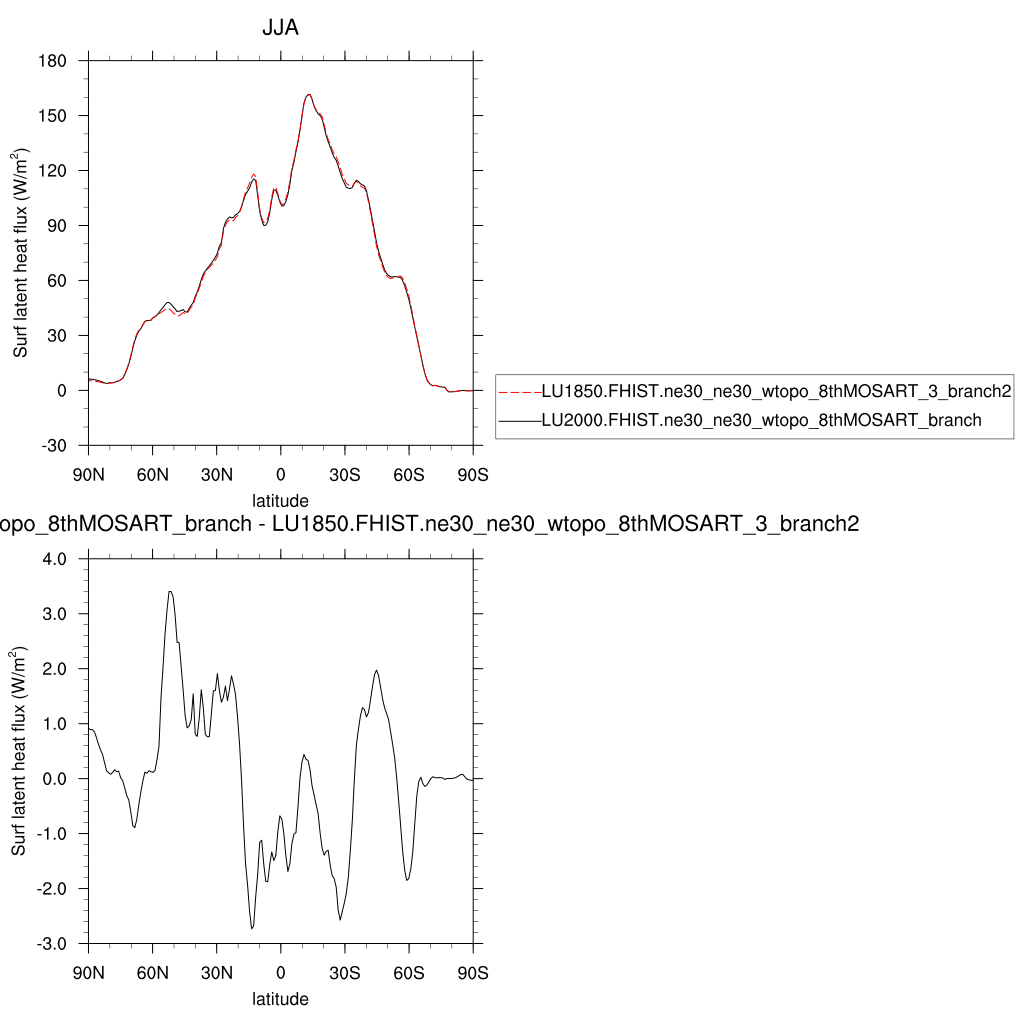 JJA
180
150
120
90
60
30
0
-30
Surf latent heat flux (W/m²)
90N 60N 30N 0 30S 60S 90S
latitude
LU1850.FHIST.ne30_ne30_wtopo_8thMOSART_3_branch2
LU2000.FHIST.ne30_ne30_wtopo_8thMOSART_branch
opo_8thMOSART_branch - LU1850.FHIST.ne30_ne30_wtopo_8thMOSART_3_branch2
4.0
3.0
2.0
1.0
0.0
-1.0
-2.0
-3.0
Surf latent heat flux (W/m²)
90N 60N 30N 0 30S 60S 90S
latitude